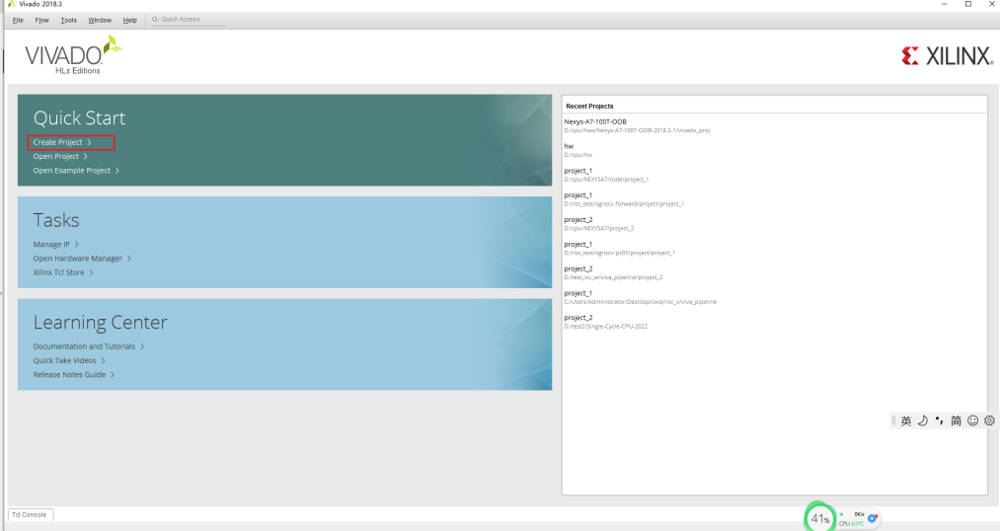 Vivado 2018.3
File Flow Tools Window Help Q- Quick Access
VIVADO.
HLx Editions
XILINX.
Quick Start
Create Project >
Open Project >
Open Example Project >
Tasks
Manage IP >
Open Hardware Manager >
Xilinx Tcl Store >
Learning Center
Documentation and Tutorials >
Quick Take Videos >
Release Notes Guide >
Recent Projects
Nexys-A7-100T-OOB
D:/cpu/hws/Nexys-A7-100T-OOB-2018.2-1/vivado_proj
hw
D:/cpu/hw
project_1
D:/cpu/NEXYSA7/code/project_1
project_1
D:/risc_test/xgriscv-forward/project/project_1
project_2
D:/cpu/NEXYSA7/project_2
project_1
D:/risc_test/xgriscv-pc03/project/project_1
project_2
D:/test_xu_w/viva_pipeline/project_2
project_1
C:/Users/Administrator/Desktop/cwq/risc_v/viva_pipeline
project_2
D:/test2/Single-Cycle-CPU-2022
英 简
Tcl Console
41%
0K/s
CPU 63°C